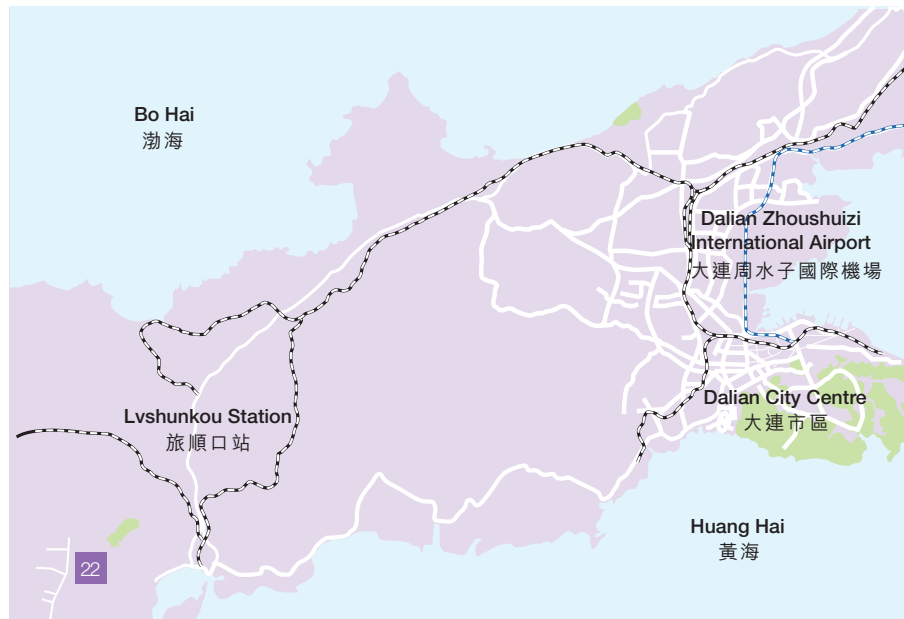 Bo Hai
渤海
Dalian Zhoushuizi
International Airport
大連周水子國際機場
Lvshunkou Station
旅順口站
Dalian City Centre
大連市區
Huang Hai
黃海
22